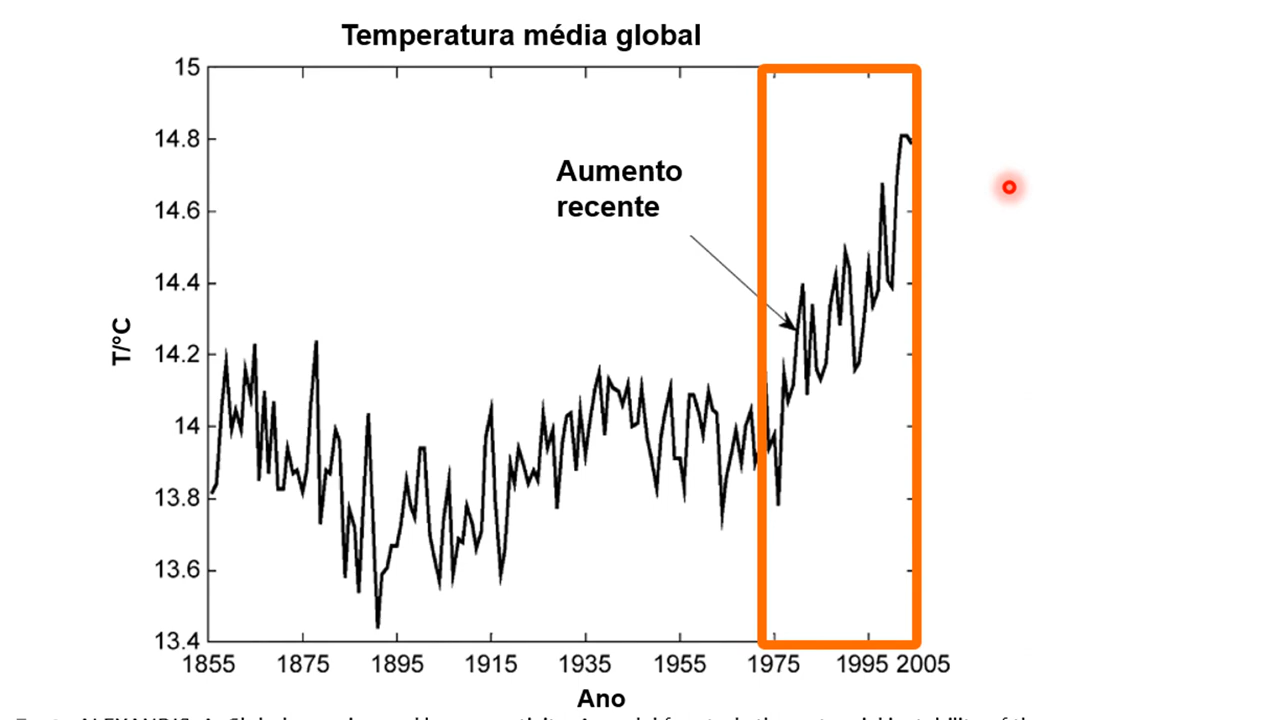 Temperatura média global
15
14.8
14.6
14.4
14.2
14
13.8
13.6
13.4
T/°C
Aumento
recente
1855 1875 1895 1915 1935 1955 1975 1995 2005
Ano